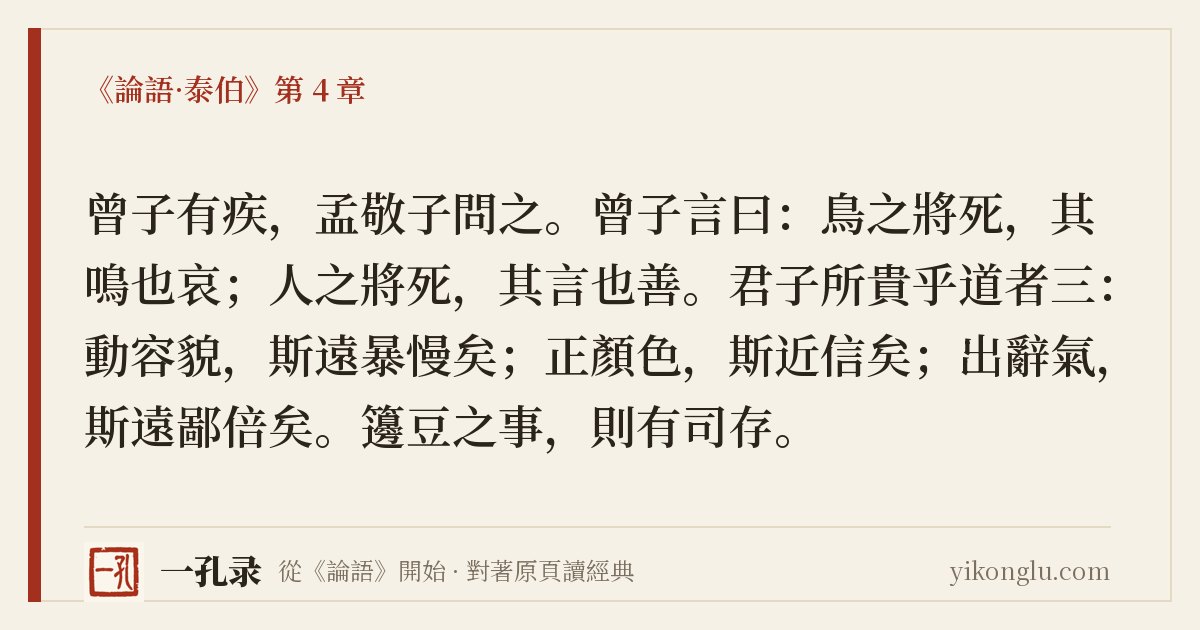 《論語·泰伯》第 4 章
曾子有疾，孟敬子問之。曾子言曰：鳥之將死，其
鳴也哀；人之將死，其言也善。君子所貴乎道者三：
動容貌，斯遠暴慢矣；正顏色，斯近信矣；出辭氣，
斯遠鄙倍矣。籩豆之事，則有司存。
一孔
一孔录 從《論語》開始 · 對著原頁讀經典
yikonglu.com